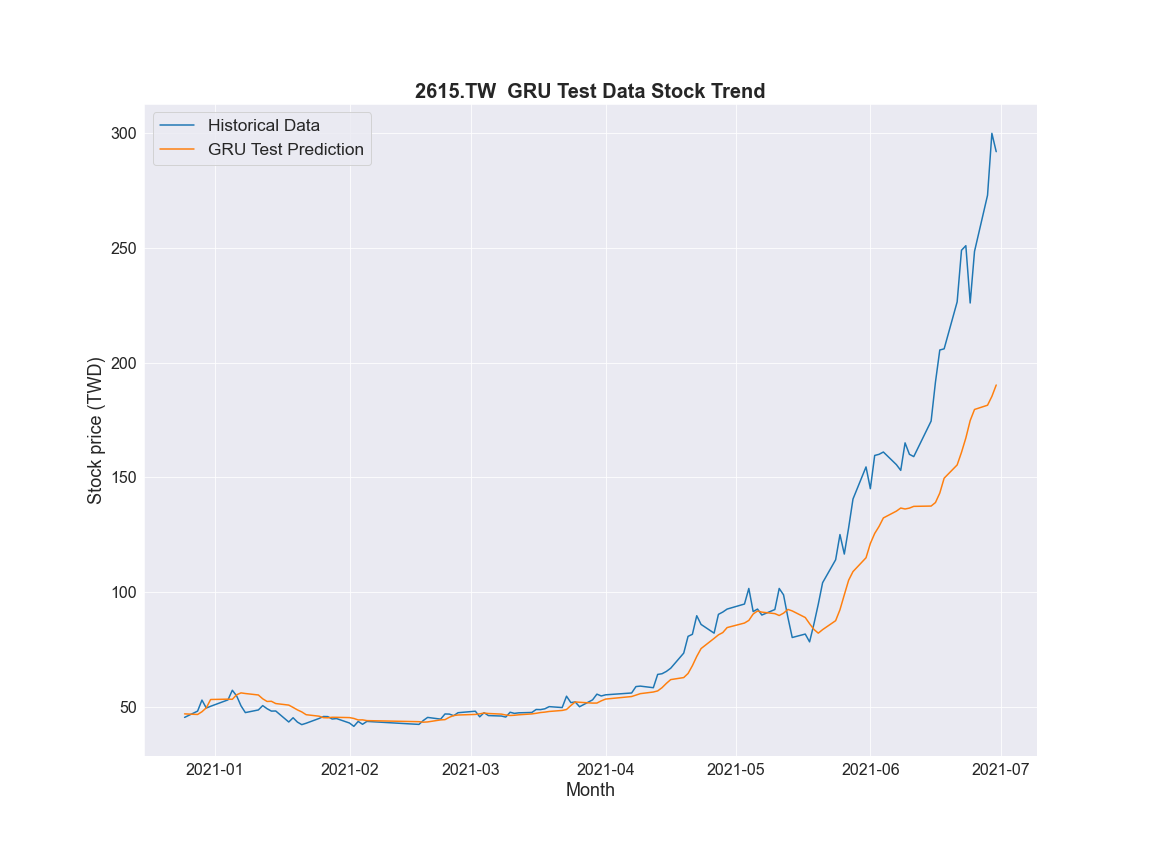 2615.TW  GRU Test Data Stock Trend
Historical Data
GRU Test Prediction
300
250
200
150
100
50
Stock price (TWD)
2021-01
2021-02
2021-03
2021-04
2021-05
2021-06
2021-07
Month